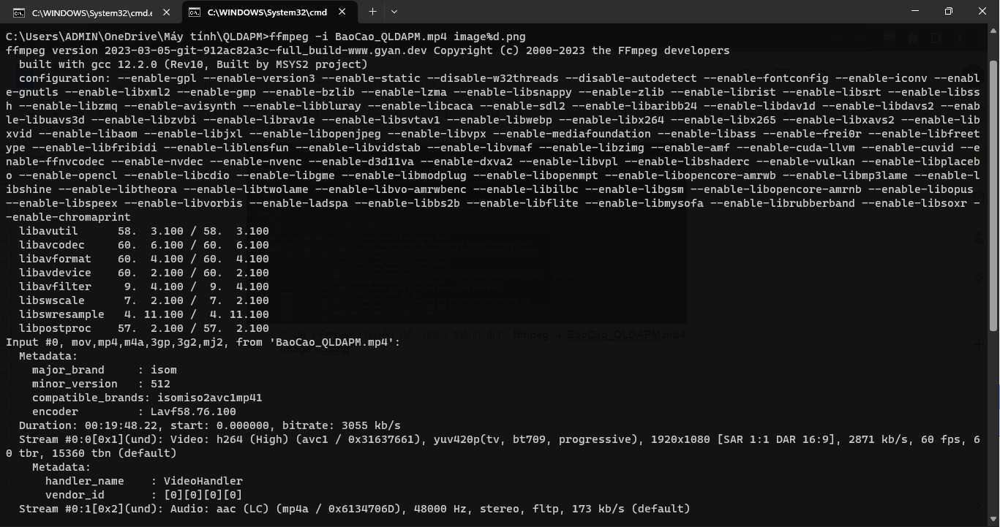 C:\WINDOWS\System32\cmd.e
C:\WINDOWS\System32\cmd
C:\Users\ADMIN\OneDrive\Máy tính\QLDAPM>ffmpeg -i BaoCao_QLDAPM.mp4 image%d.png
ffmpeg version 2023-03-05-git-912ac82a3c-full_build-www.gyan.dev Copyright (c) 2000-2023 the FFmpeg developers
built with gcc 12.2.0 (Rev10, Built by MSYS2 project)
configuration: --enable-gpl --enable-version3 --enable-static --disable-w32threads --disable-autodetect --enable-fontconfig --enable-iconv --enabl
e-gnutls --enable-libxml2 --enable-gmp --enable-bzlib --enable-lzma --enable-libsnappy --enable-zlib --enable-librist --enable-libsrt --enable-libss
h --enable-libzmq --enable-avisynth --enable-libbluray --enable-libcaca --enable-sdl2 --enable-libaribb24 --enable-libdav1d --enable-libdavs2 --enab
le-libuavs3d --enable-libzvbi --enable-librav1e --enable-libsvtav1 --enable-libwebp --enable-libx264 --enable-libx265 --enable-libxavs2 --enable-lib
xvid --enable-libaom --enable-libjxl --enable-libopenjpeg --enable-libvpx --enable-mediafoundation --enable-libass --enable-frei0r --enable-libfreet
ype --enable-libfribidi --enable-liblensfun --enable-libvidstab --enable-libvmaf --enable-libzimg --enable-amf --enable-cuda-llvm --enable-cuvid --e
nable-ffnvcodec --enable-nvdec --enable-nvenc --enable-d3d11va --enable-dxva2 --enable-libvpl --enable-libshaderc --enable-vulkan --enable-libplaceb
o --enable-opencl --enable-libcdio --enable-libgme --enable-libmodplug --enable-libopenmpt --enable-libopencore-amrwb --enable-libmp3lame --enable-l
ibshine --enable-libtheora --enable-libtwolame --enable-libvo-amrwbenc --enable-libilbc --enable-libgsm --enable-libopencore-amrnb --enable-libopus
--enable-libspeex --enable-libvorbis --enable-ladspa --enable-libbs2b --enable-libflite --enable-libmysofa --enable-librubberband --enable-libsoxr -
-enable-chromaprint
libavutil      58.  3.100 / 58.  3.100
libavcodec     60.  6.100 / 60.  6.100
libavformat    60.  4.100 / 60.  4.100
libavdevice    60.  2.100 / 60.  2.100
libavfilter     9.  4.100 /  9.  4.100
libswscale      7.  2.100 /  7.  2.100
libswresample   4. 11.100 /  4. 11.100
libpostproc    57.  2.100 / 57.  2.100
Input #0, mov,mp4,m4a,3gp,3g2,mj2, from 'BaoCao_QLDAPM.mp4':
Metadata:
major_brand     : isom
minor_version   : 512
compatible_brands: isomiso2avc1mp41
encoder         : Lavf58.76.100
Duration: 00:19:48.22, start: 0.000000, bitrate: 3055 kb/s
Stream #0:0[0x1](und): Video: h264 (High) (avc1 / 0x31637661), yuv420p(tv, bt709, progressive), 1920x1080 [SAR 1:1 DAR 16:9], 2871 kb/s, 60 fps, 6
0 tbr, 15360 tbn (default)
Metadata:
handler_name    : VideoHandler
vendor_id       : [0][0][0][0]
Stream #0:1[0x2](und): Audio: aac (LC) (mp4a / 0x6134706D), 48000 Hz, stereo, fltp, 173 kb/s (default)